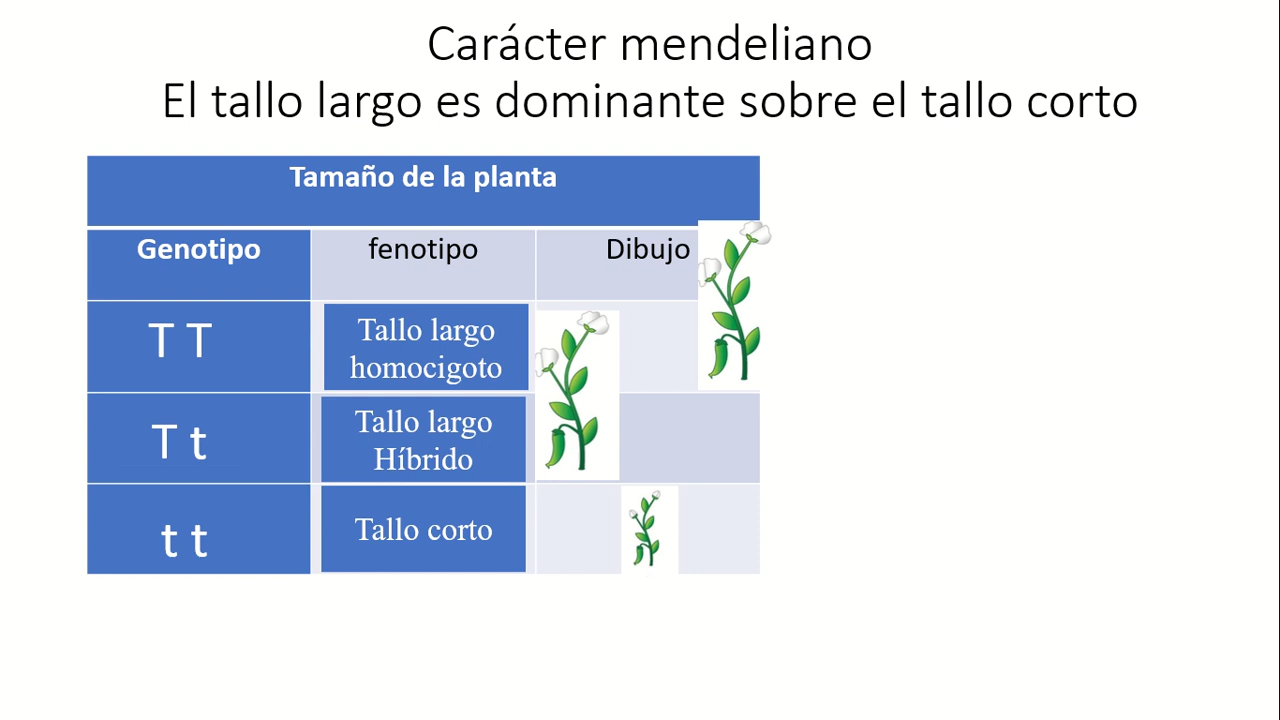 Carácter mendeliano
El tallo largo es dominante sobre el tallo corto
Tamaño de la planta
Genotipo
fenotipo
Dibujo
T T
Tallo largo
homocigoto
T t
Tallo largo
Híbrido
t t
Tallo corto